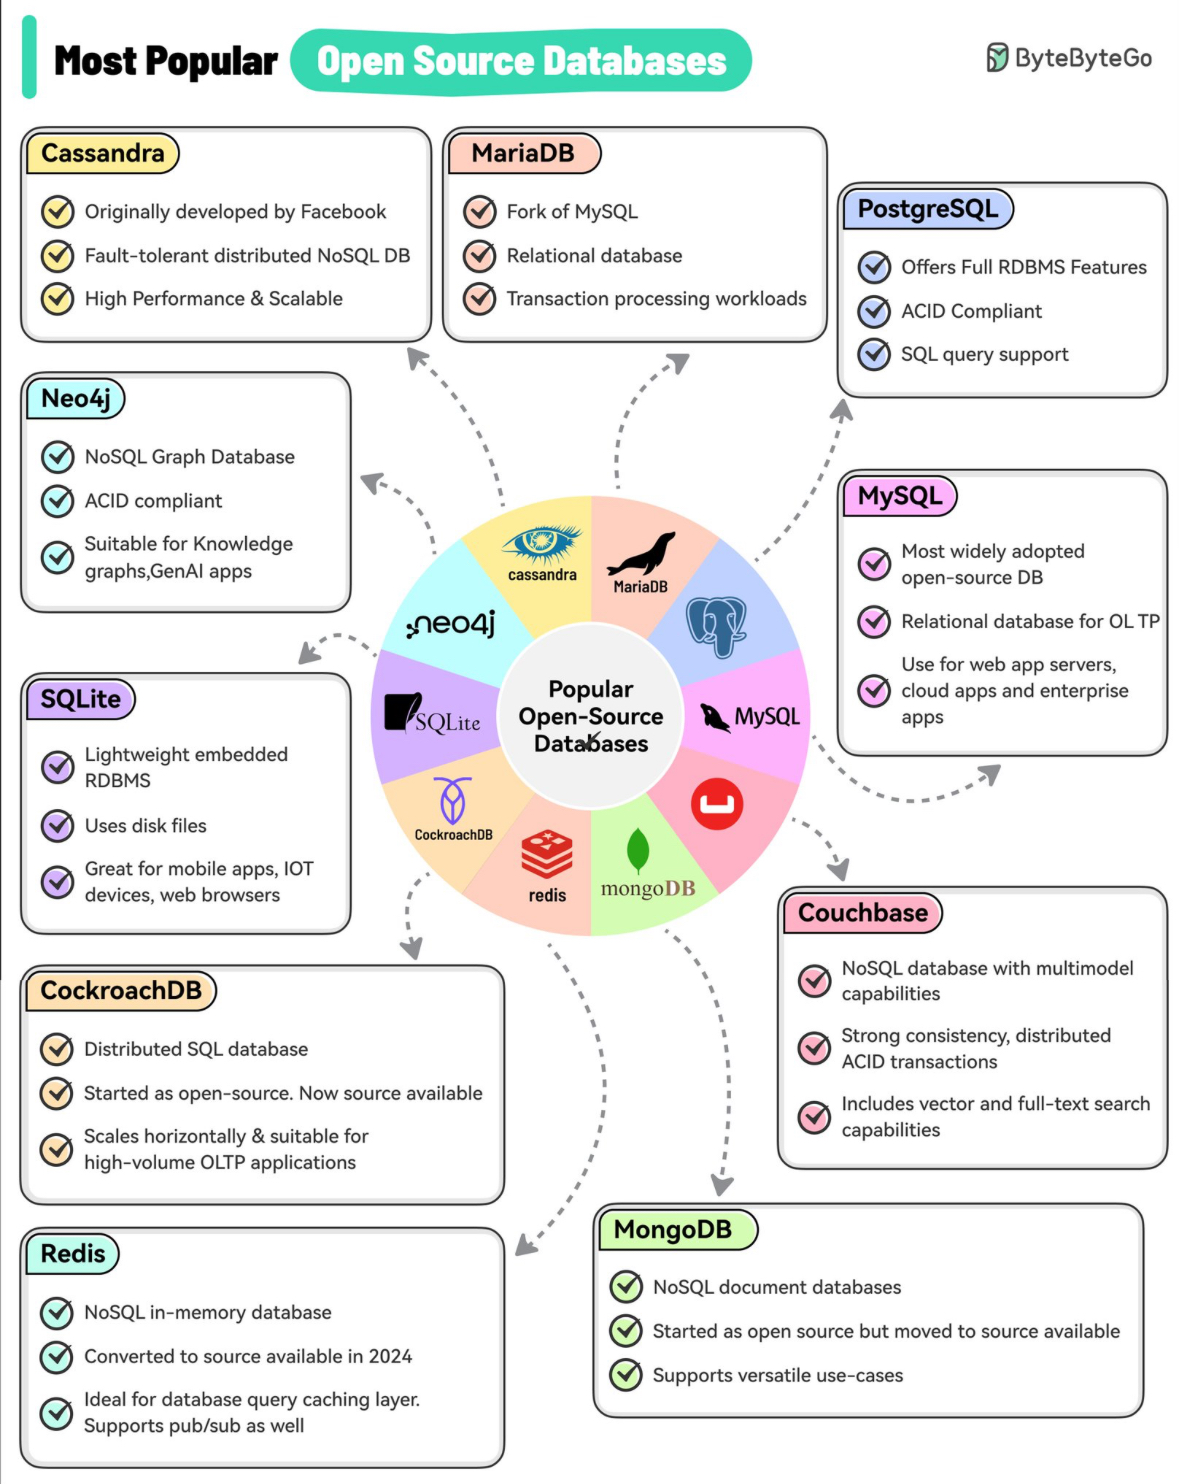 Most Popular Open Source Databases
ByteByteGo
Cassandra
Originally developed by Facebook
Fault-tolerant distributed NoSQL DB
High Performance & Scalable
MariaDB
Fork of MySQL
Relational database
Transaction processing workloads
PostgreSQL
Offers Full RDBMS Features
ACID Compliant
SQL query support
Neo4j
NoSQL Graph Database
ACID compliant
Suitable for Knowledge
graphs,GenAI apps
MySQL
Most widely adopted
open-source DB
Relational database for OL TP
Use for web app servers,
cloud apps and enterprise
apps
cassandra
MariaDB
neo4j
SQLite
MySQL
CockroachDB
redis
mongoDB
Popular
Open-Source
Databases
SQLite
Lightweight embedded
RDBMS
Uses disk files
Great for mobile apps, IOT
devices, web browsers
Couchbase
NoSQL database with multimodel
capabilities
Strong consistency, distributed
ACID transactions
Includes vector and full-text search
capabilities
CockroachDB
Distributed SQL database
Started as open-source. Now source available
Scales horizontally & suitable for
high-volume OLTP applications
Redis
NoSQL in-memory database
Converted to source available in 2024
Ideal for database query caching layer.
Supports pub/sub as well
MongoDB
NoSQL document databases
Started as open source but moved to source available
Supports versatile use-cases